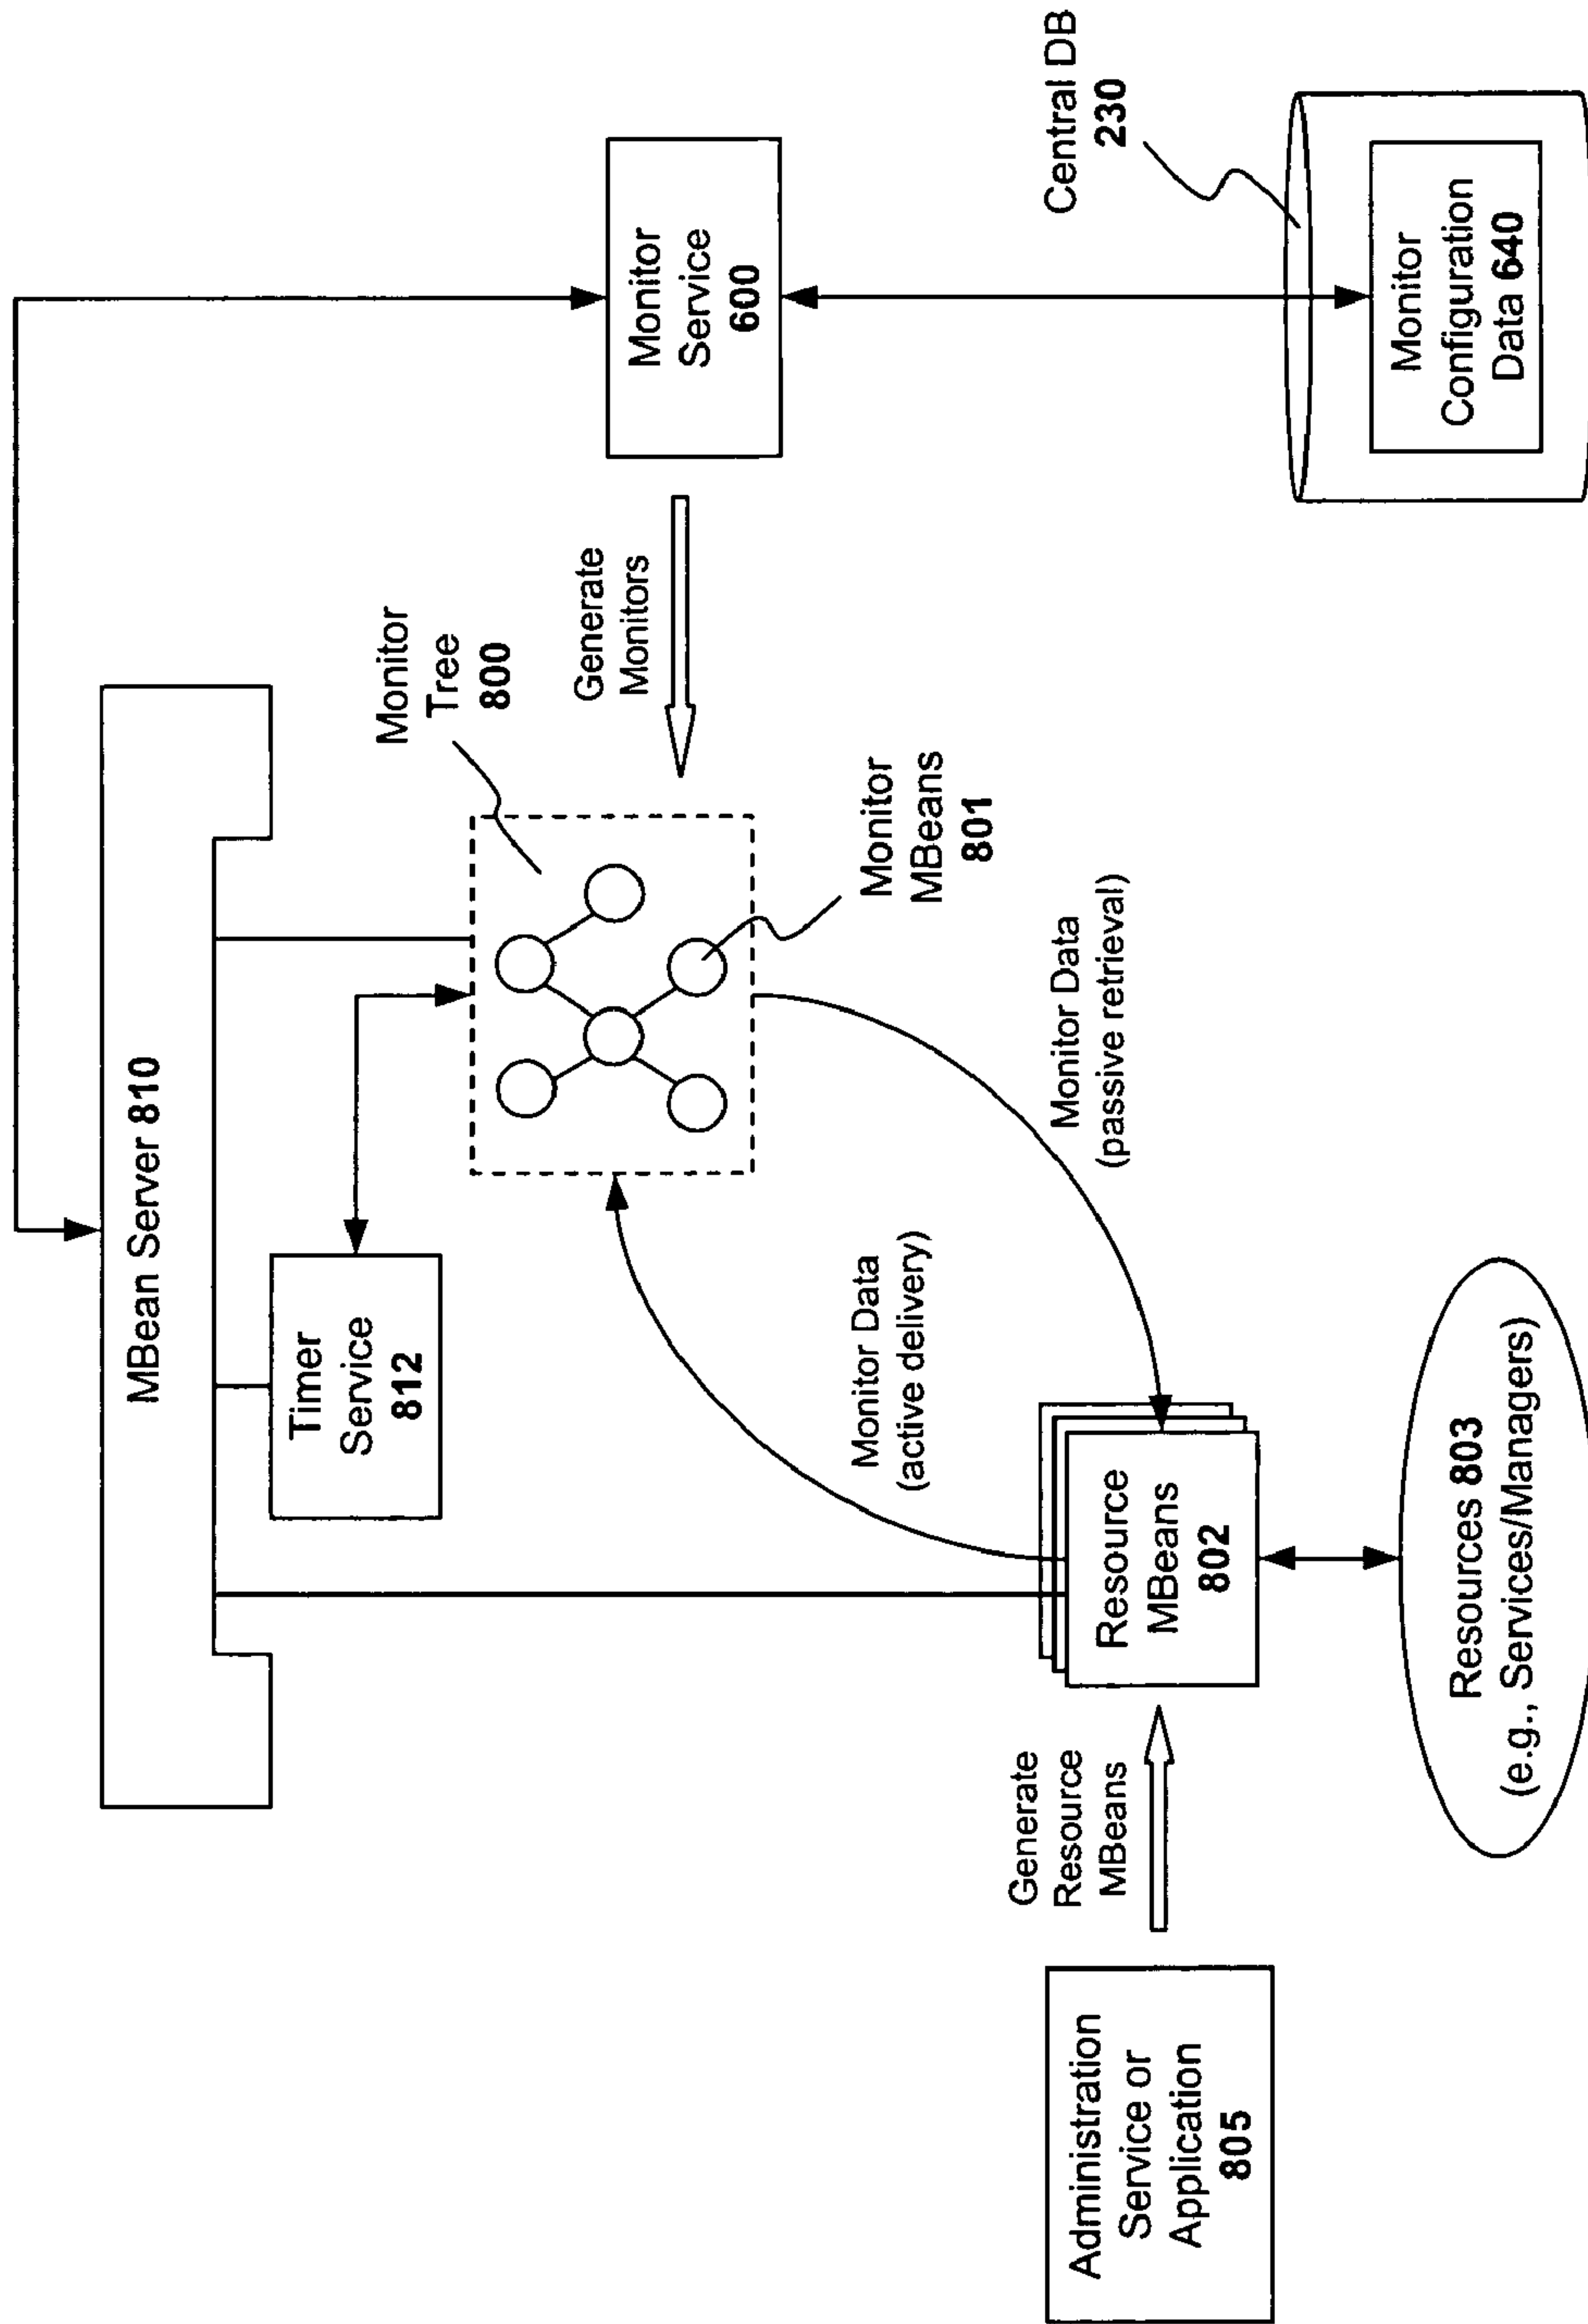 MBean Server 810
Timer
Service
812
Monitor
Tree
800
Generate
Monitors
Monitor
Service
600
Monitor Data
(active delivery)
Monitor
MBeans
801
Monitor Data
(passive retrieval)
Central DB
230
Monitor
Configuration
Data 640
Administration
Service or
Application
805
Generate
Resource
MBeans
Resource
MBeans
802
Resources 803
(e.g., Services/Managers)